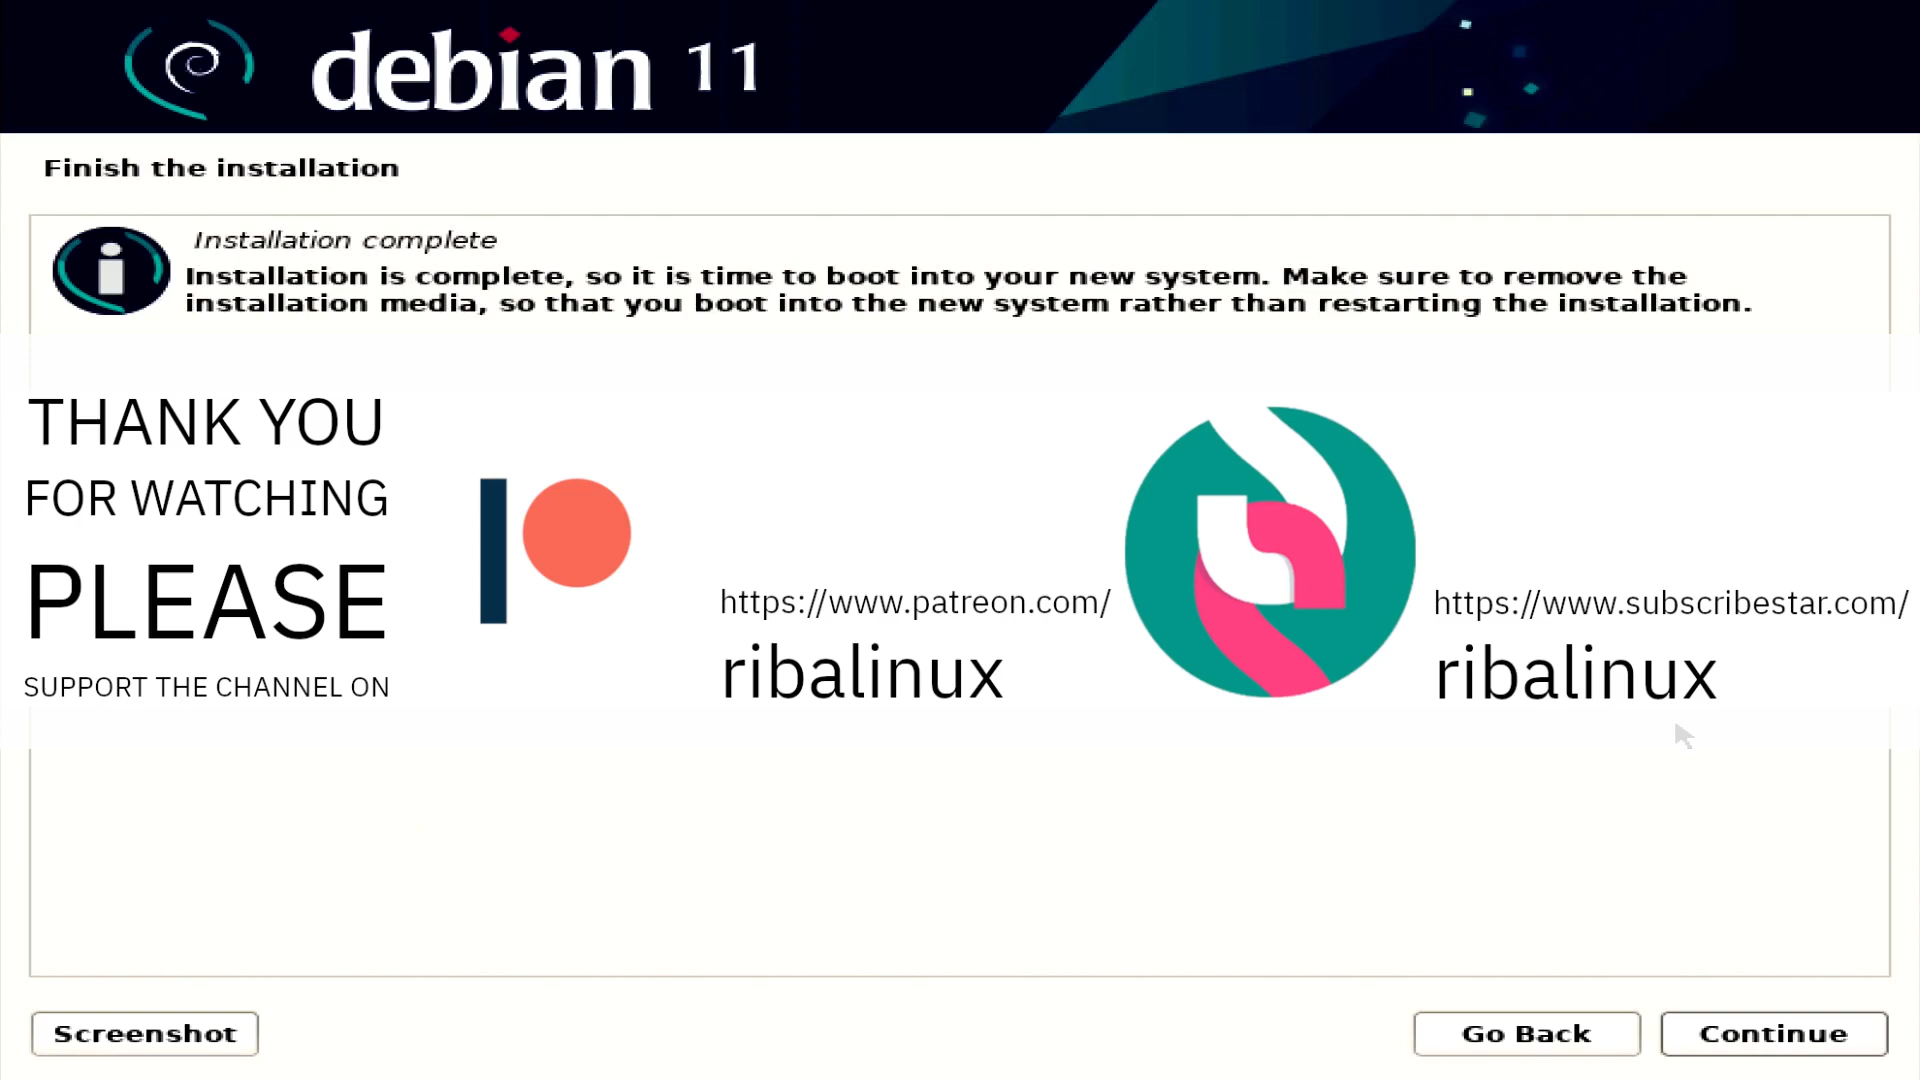 debian 11
Finish the installation
Installation complete
Installation is complete, so it is time to boot into your new system. Make sure to remove the
installation media, so that you boot into the new system rather than restarting the installation.
THANK YOU
FOR WATCHING
PLEASE
SUPPORT THE CHANNEL ON
https://www.patreon.com/
ribalinux
https://www.subscribestar.com/
ribalinux
Screenshot
Go Back
Continue